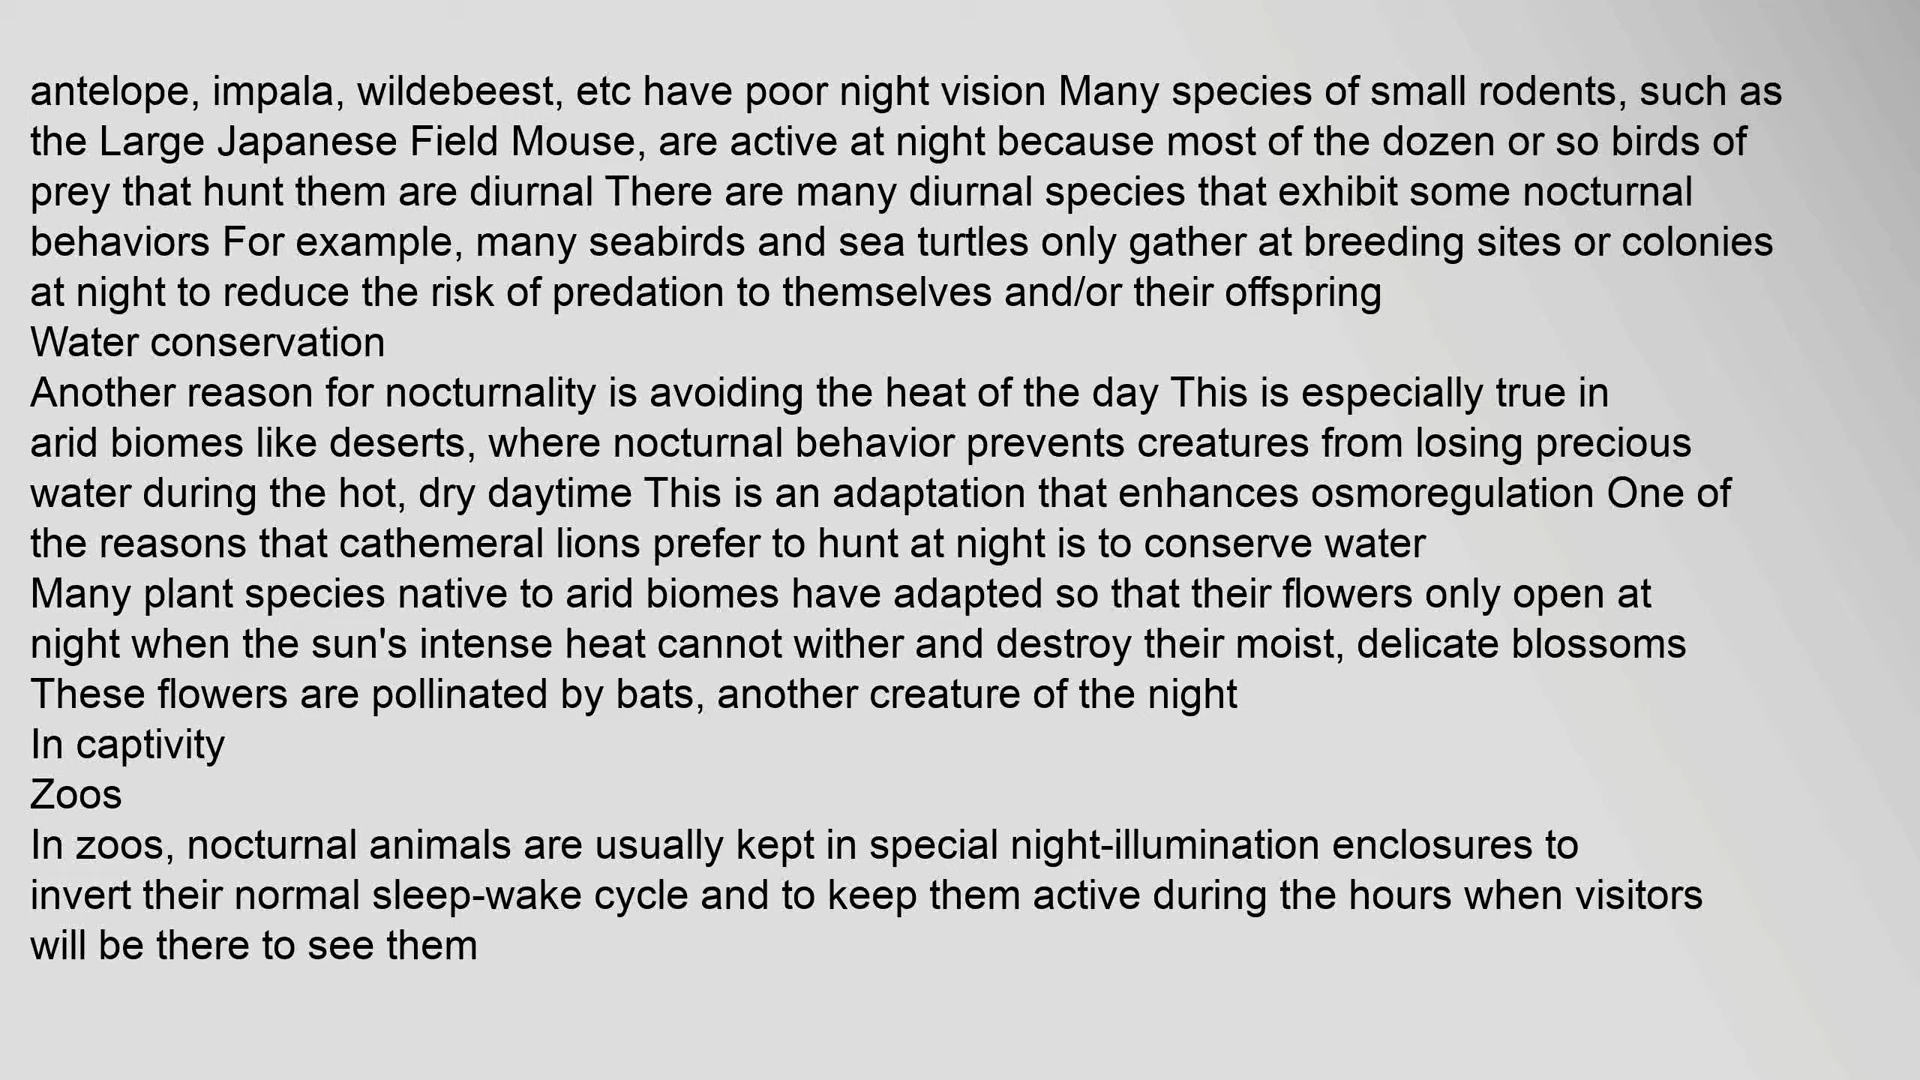 antelope, impala, wildebeest, etc have poor night vision Many species of small rodents, such as
the Large Japanese Field Mouse, are active at night because most of the dozen or so birds of
prey that hunt them are diurnal There are many diurnal species that exhibit some nocturnal
behaviors For example, many seabirds and sea turtles only gather at breeding sites or colonies
at night to reduce the risk of predation to themselves and/or their offspring
Water conservation
Another reason for nocturnality is avoiding the heat of the day This is especially true in
arid biomes like deserts, where nocturnal behavior prevents creatures from losing precious
water during the hot, dry daytime This is an adaptation that enhances osmoregulation One of
the reasons that cathemeral lions prefer to hunt at night is to conserve water
Many plant species native to arid biomes have adapted so that their flowers only open at
night when the sun's intense heat cannot wither and destroy their moist, delicate blossoms
These flowers are pollinated by bats, another creature of the night
In captivity
Zoos
In zoos, nocturnal animals are usually kept in special night-illumination enclosures to
invert their normal sleep-wake cycle and to keep them active during the hours when visitors
will be there to see them